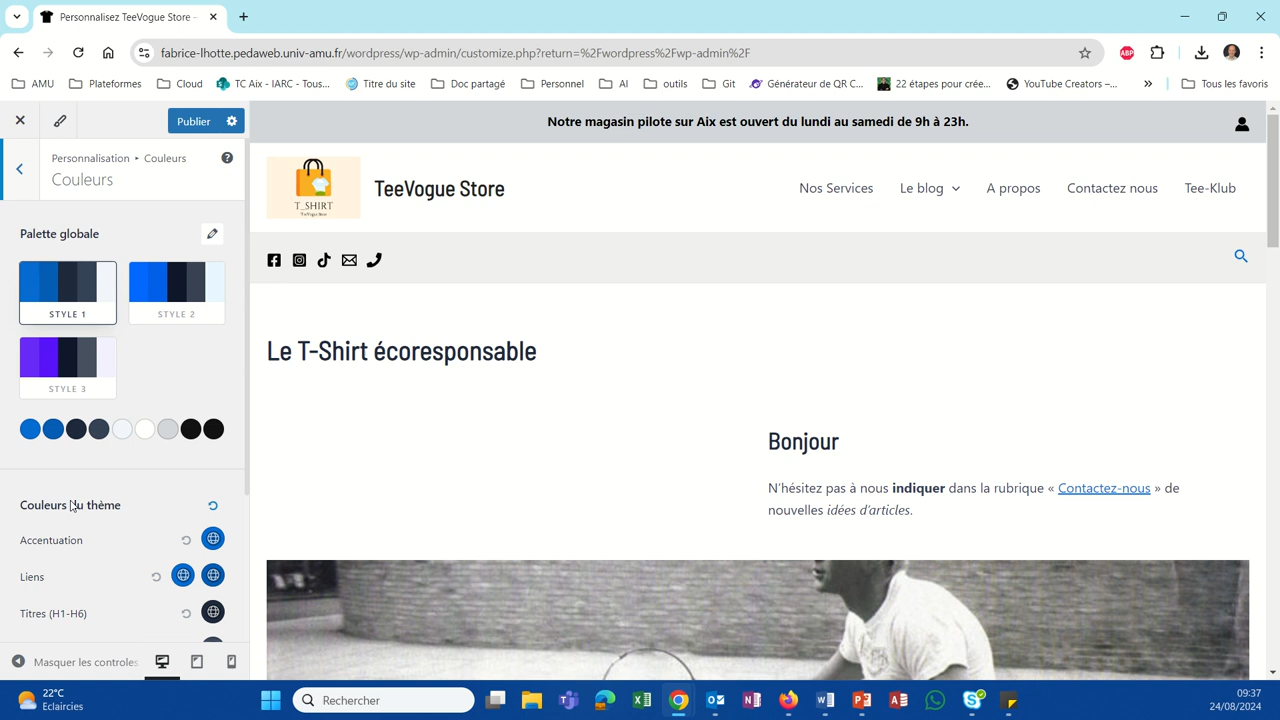 Personnalisez TeeVogue Store –
fabrice-lhotte.pedaweb.univ-amu.fr/wordpress/wp-admin/customize.php?return=%2Fwordpress%2Fwp-admin%2F
ABP
AMU
Plateformes
Cloud
TC Aix - IARC - Tous...
Titre du site
Doc partagé
Personnel
AI
outils
Git
Générateur de QR C...
22 étapes pour crée...
YouTube Creators –...
»
Tous les favoris
Publier
Notre magasin pilote sur Aix est ouvert du lundi au samedi de 9h à 23h.
Personnalisation ▸ Couleurs
Couleurs
T_SHIRT
TeeVogue Store
TeeVogue Store
Nos Services
Le blog
A propos
Contactez nous
Tee-Klub
Palette globale
STYLE 1
STYLE 2
STYLE 3
Le T-Shirt écoresponsable
Bonjour
N'hésitez pas à nous indiquer dans la rubrique « Contactez-nous » de
nouvelles idées d'articles.
Couleurs du thème
Accentuation
Liens
Titres (H1-H6)
Masquer les controles
22°C
Eclaircies
Rechercher
09:37
24/08/2024